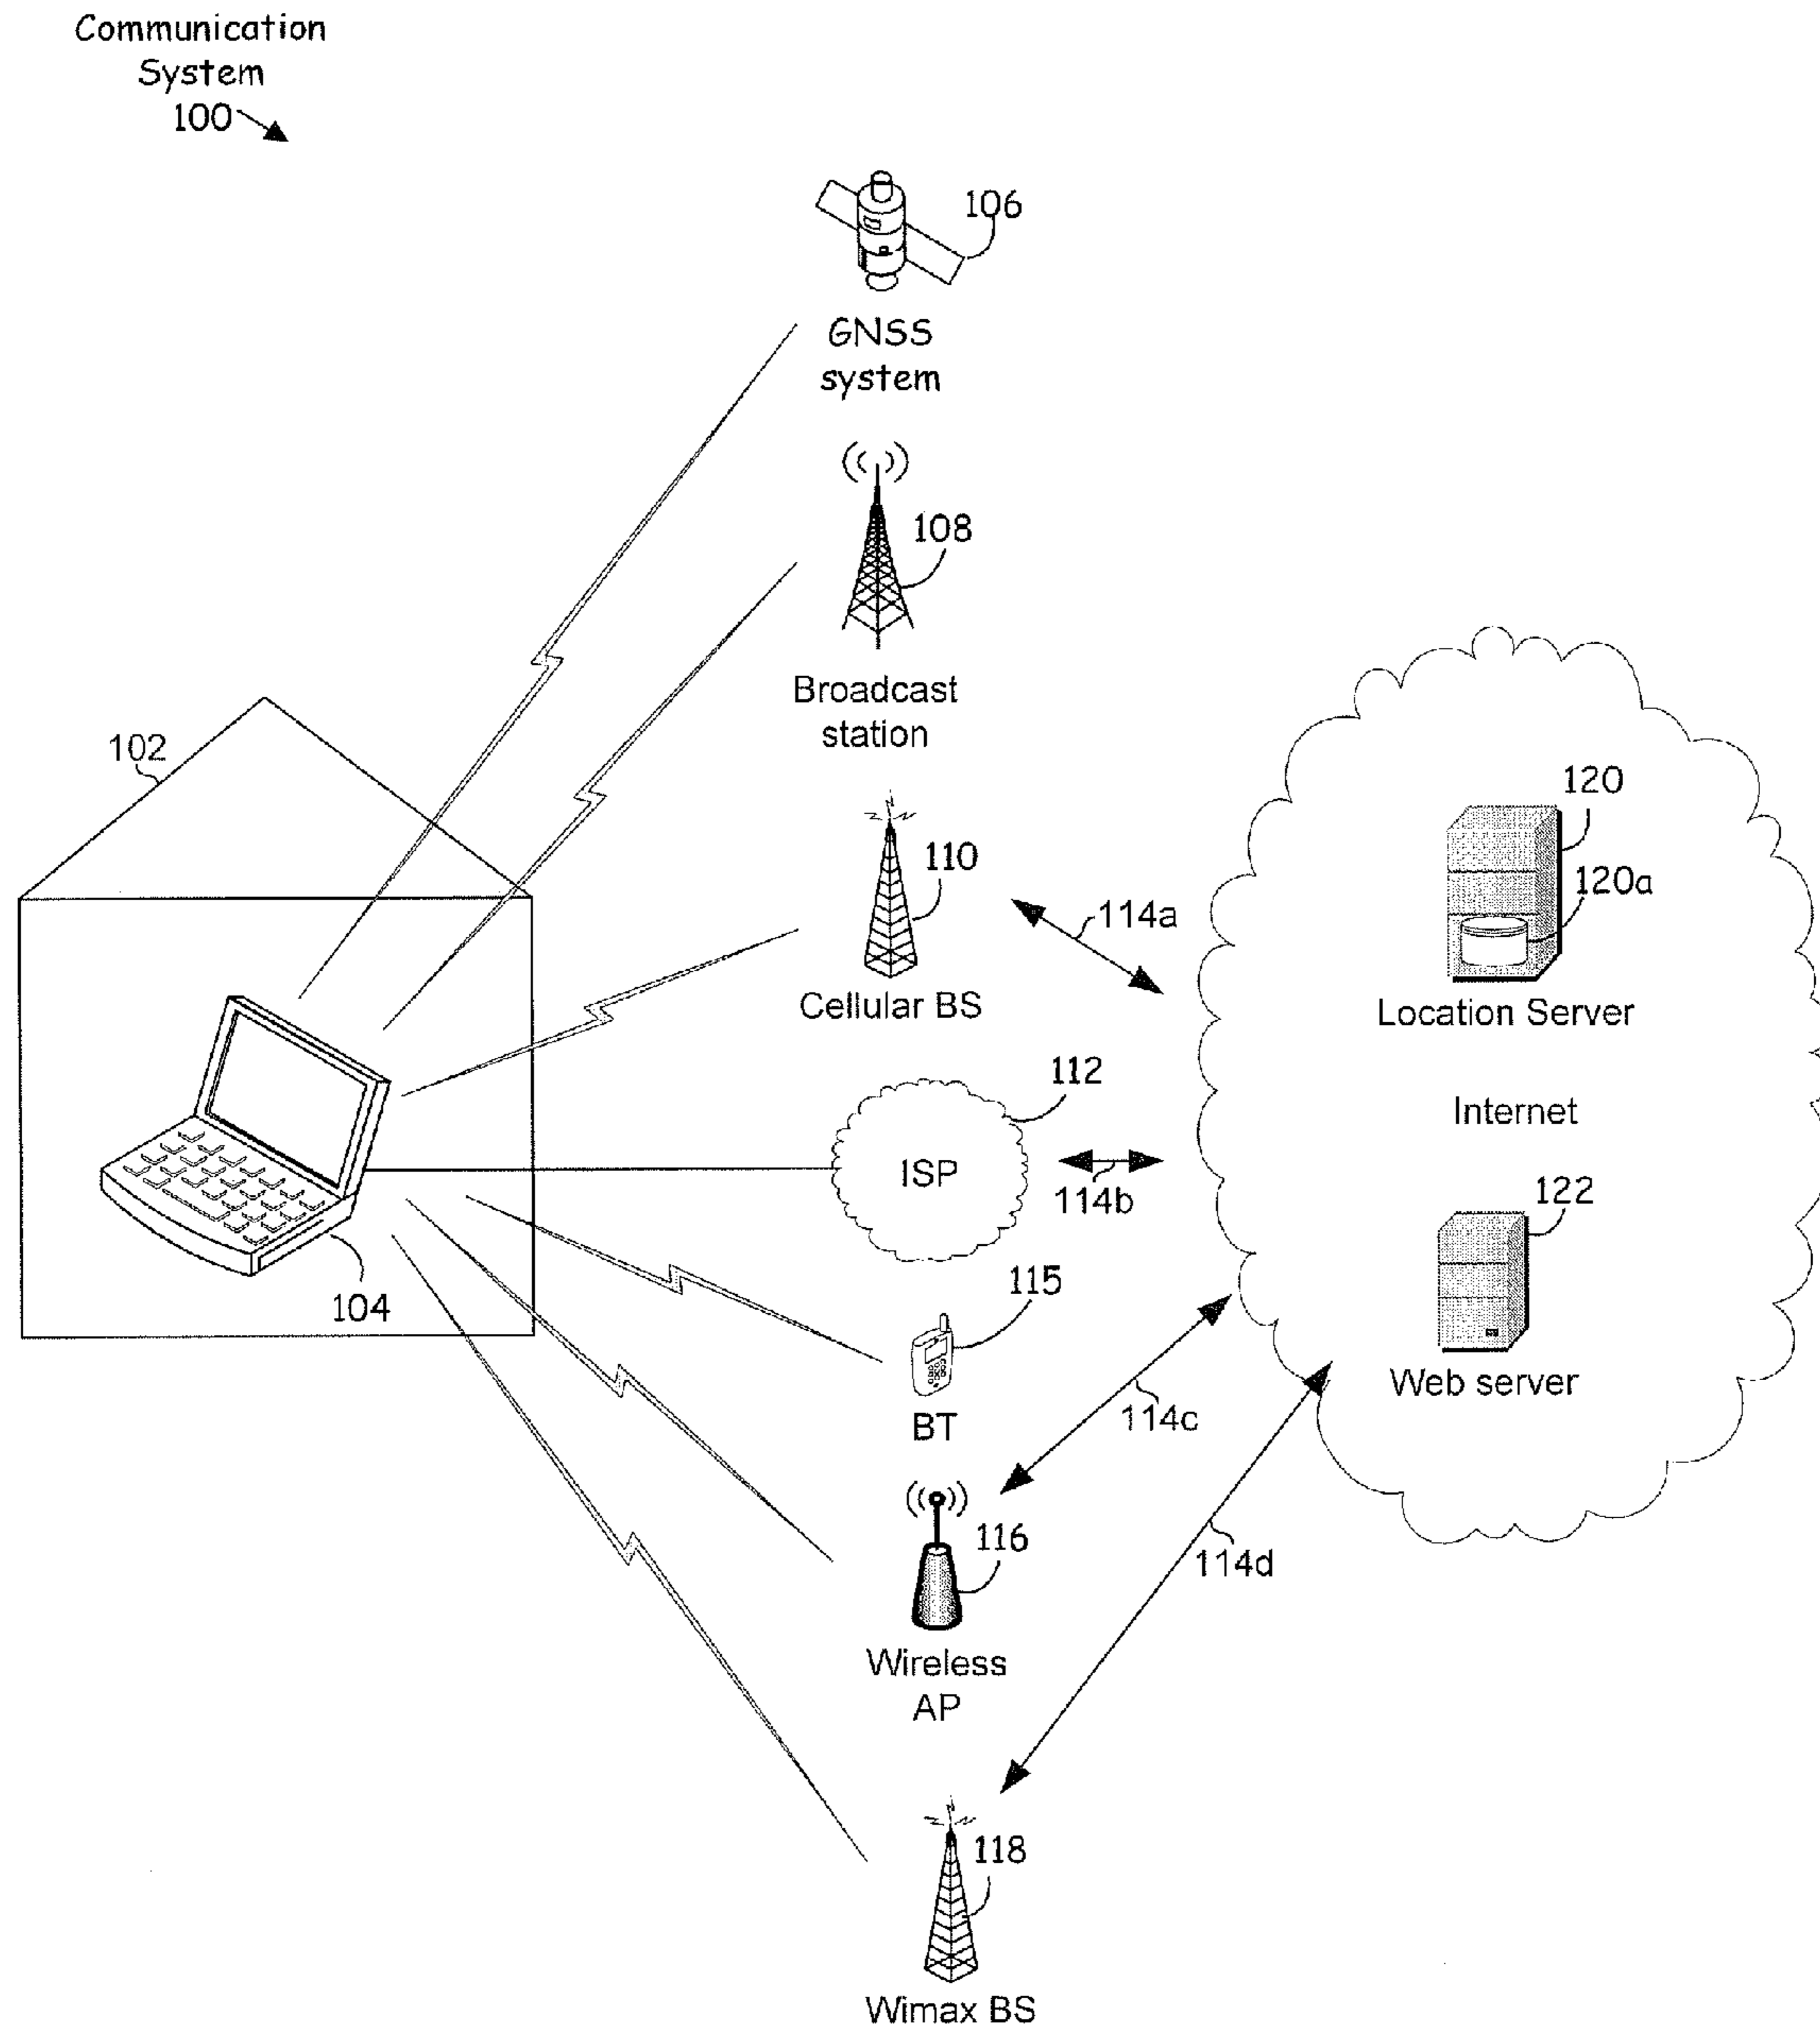 Communication
System
100
106
GNSS
system
108
Broadcast
station
102
110
Cellular BS
114a
120
120a
Location Server
Internet
112
ISP
114b
122
Web server
104
115
BT
114c
116
Wireless
AP
114d
118
Wimax BS